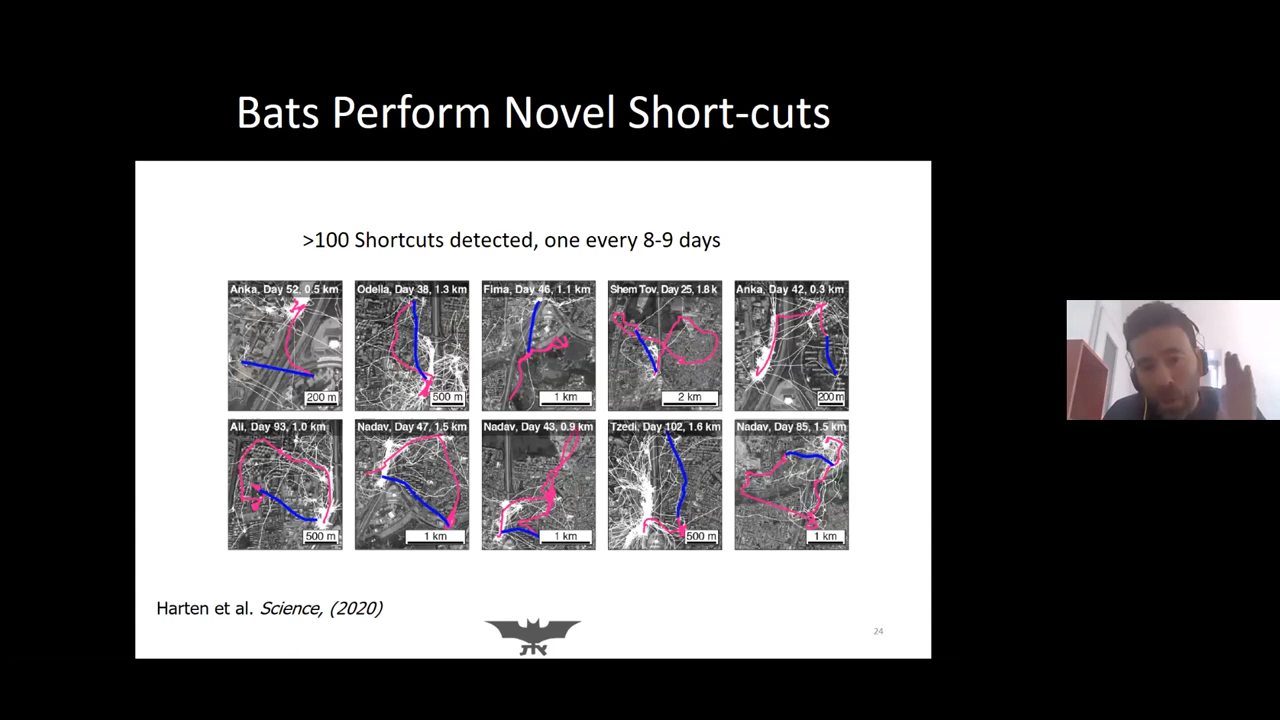 Bats Perform Novel Short-cuts
>100 Shortcuts detected, one every 8-9 days
Anka, Day 52, 0.5 km
Odelia, Day 38, 1.3 km
Fima, Day 46, 1.1 km
Shem Tov, Day 25, 1.8 k
Anka, Day 42, 0.3 km
200 m
500 m
1 km
2 km
200 m
Ali, Day 93, 1.0 km
Nadav, Day 47, 1.5 km
Nadav, Day 43, 0.9 km
Tzedi, Day 102, 1.6 km
Nadav, Day 85, 1.5 km
500 m
1 km
1 km
500 m
1 km
Harten et al. Science, (2020)
24